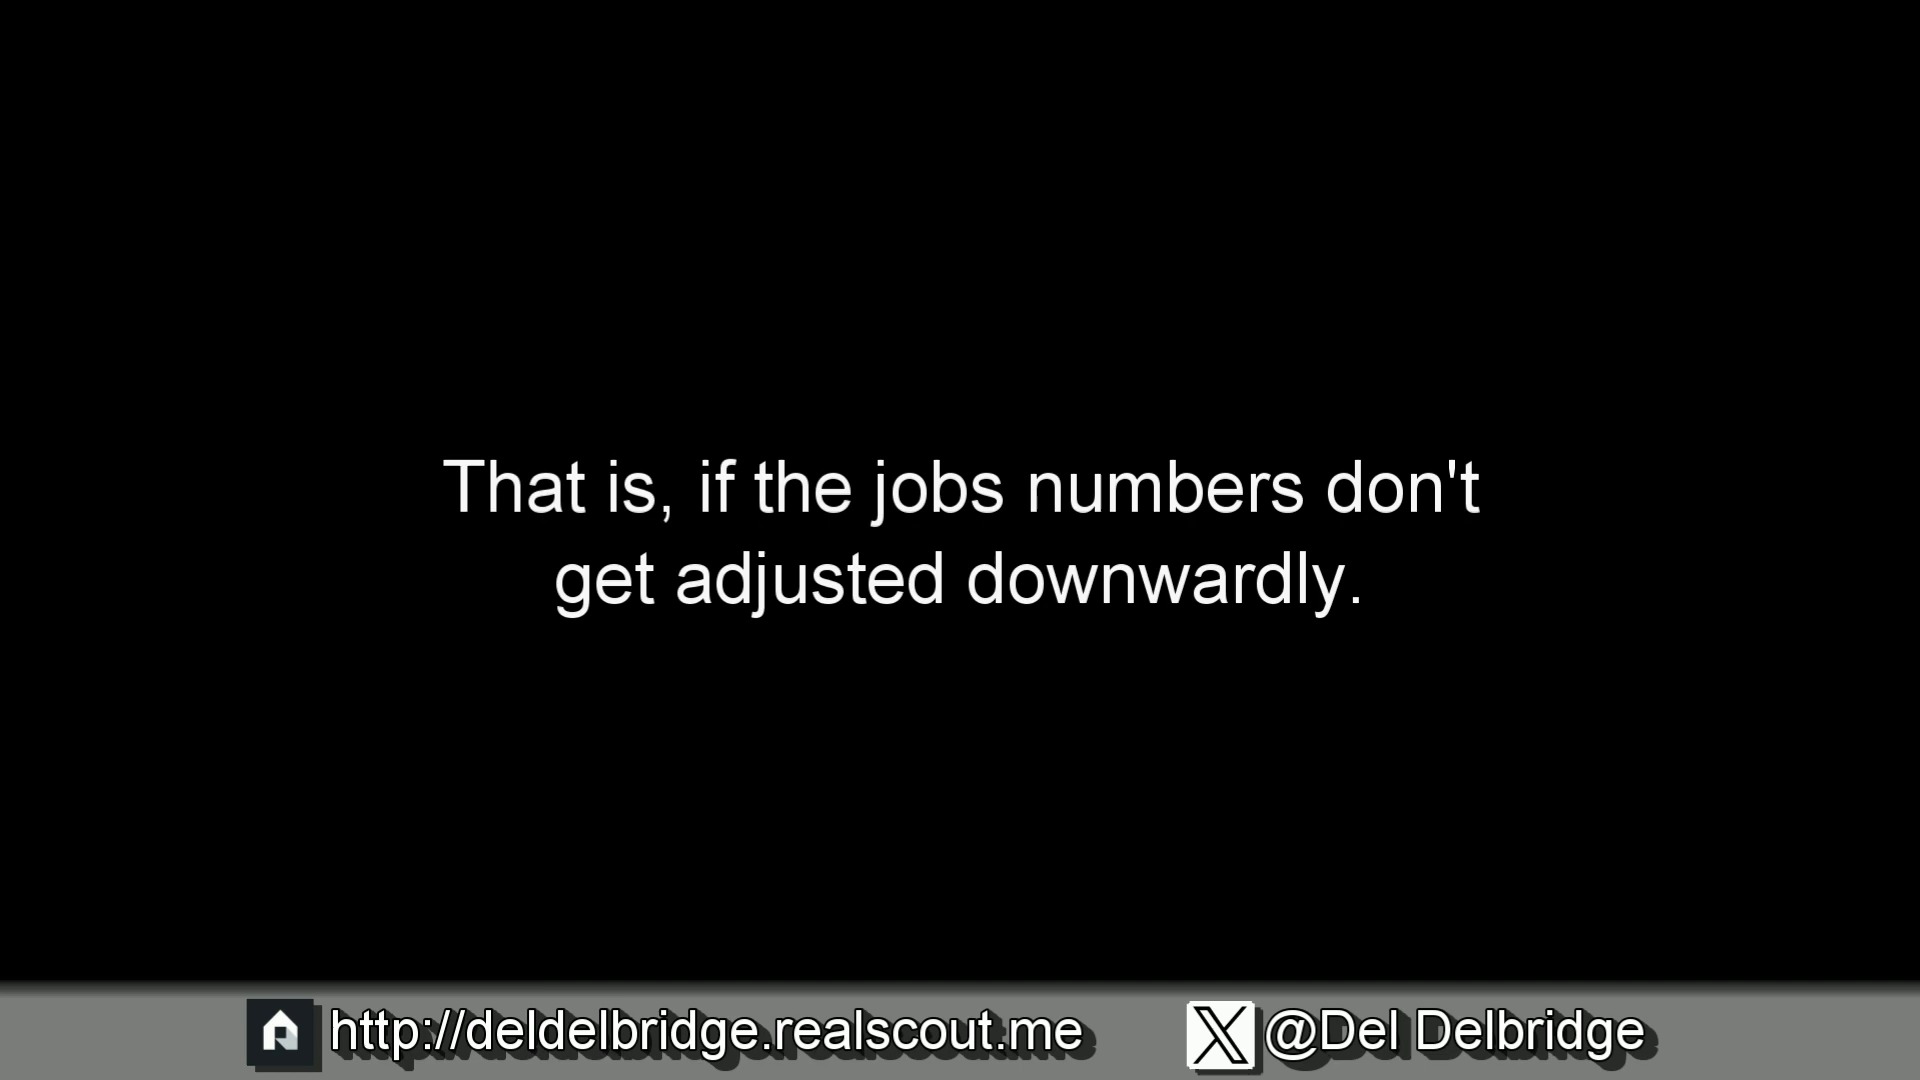 That is, if the jobs numbers don't
get adjusted downwardly.
http://deldelbridge.realscout.me
@Del Delbridge